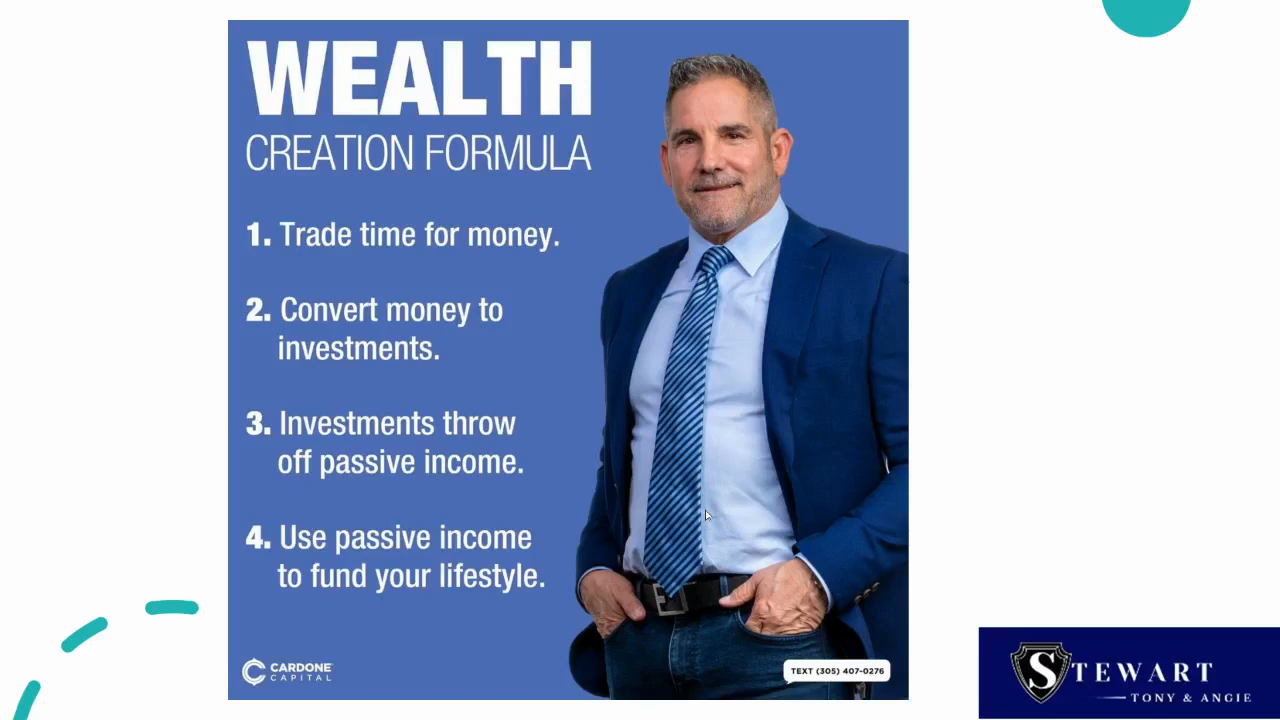 WEALTH
CREATION FORMULA
1. Trade time for money.
2. Convert money to
investments.
3. Investments throw
off passive income.
4. Use passive income
to fund your lifestyle.
CARDONE
CAPITAL
TEXT (305) 407-0276
STEWART
TONY & ANGIE